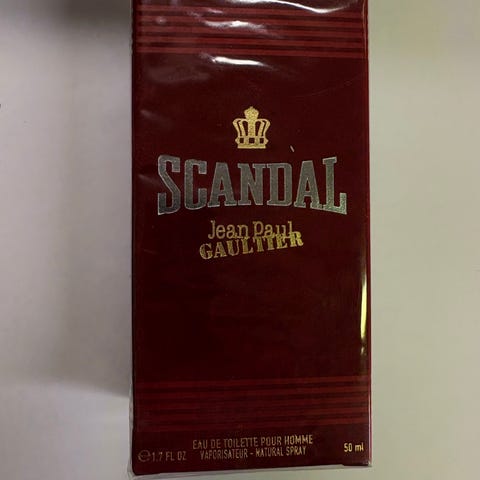 SCANDAL
Jean Paul
GAULTIER
EAU DE TOILETTE POUR HOMME
℮1.7 FL OZ VAPORISATEUR - NATURAL SPRAY 50 ml